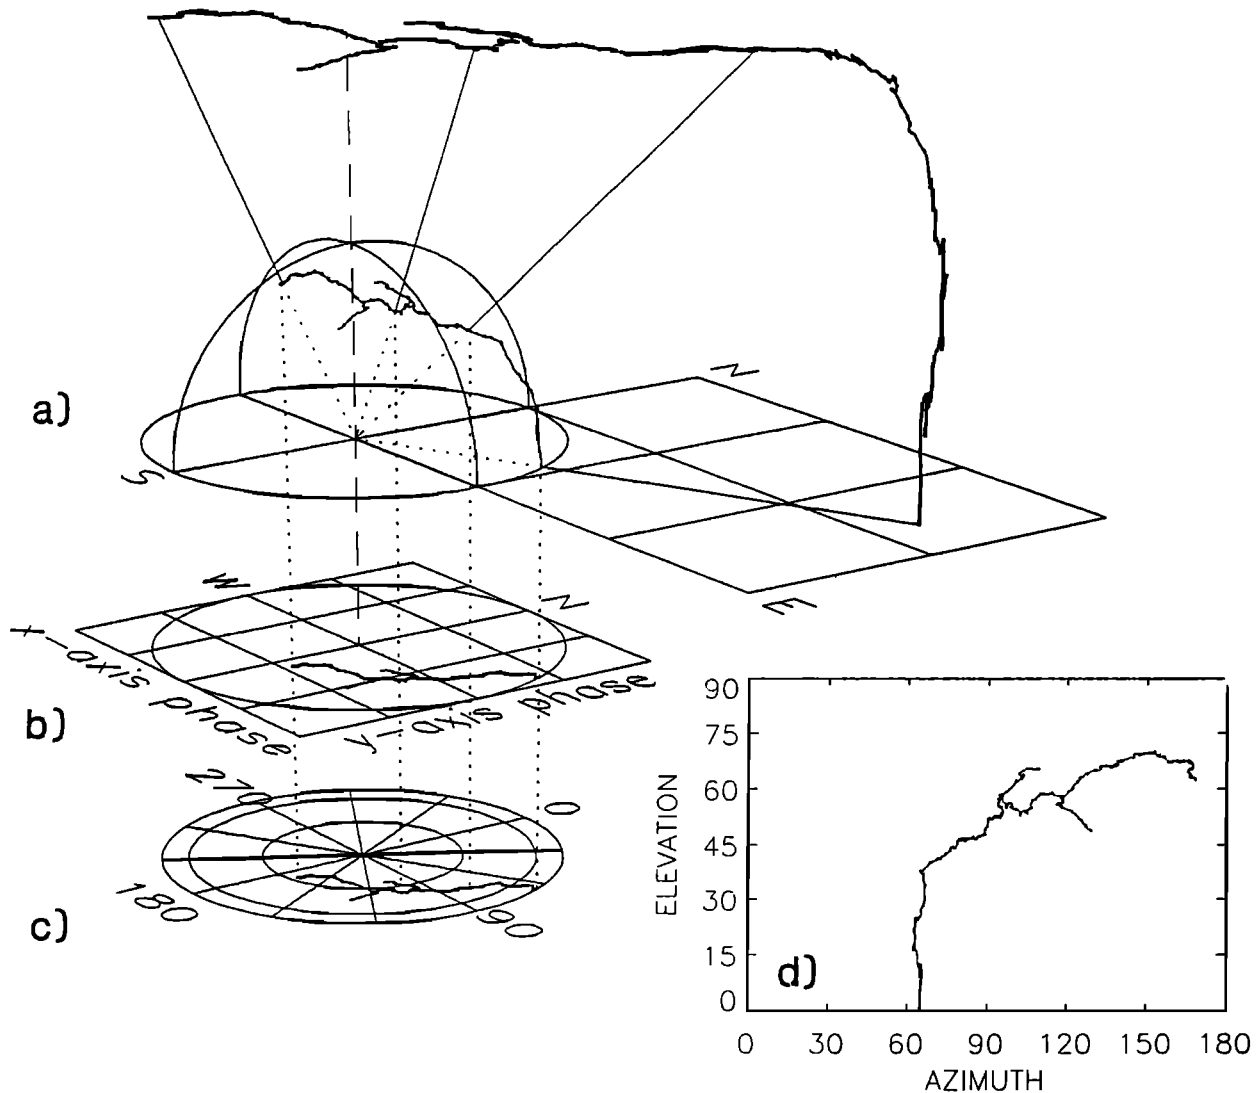 a)
N
S
E
W
N
x-axis phase
y-axis phase
b)
270
0
180
90
c)
90
75
60
45
30
15
0
ELEVATION
d)
0 30 60 90 120 150 180
AZIMUTH